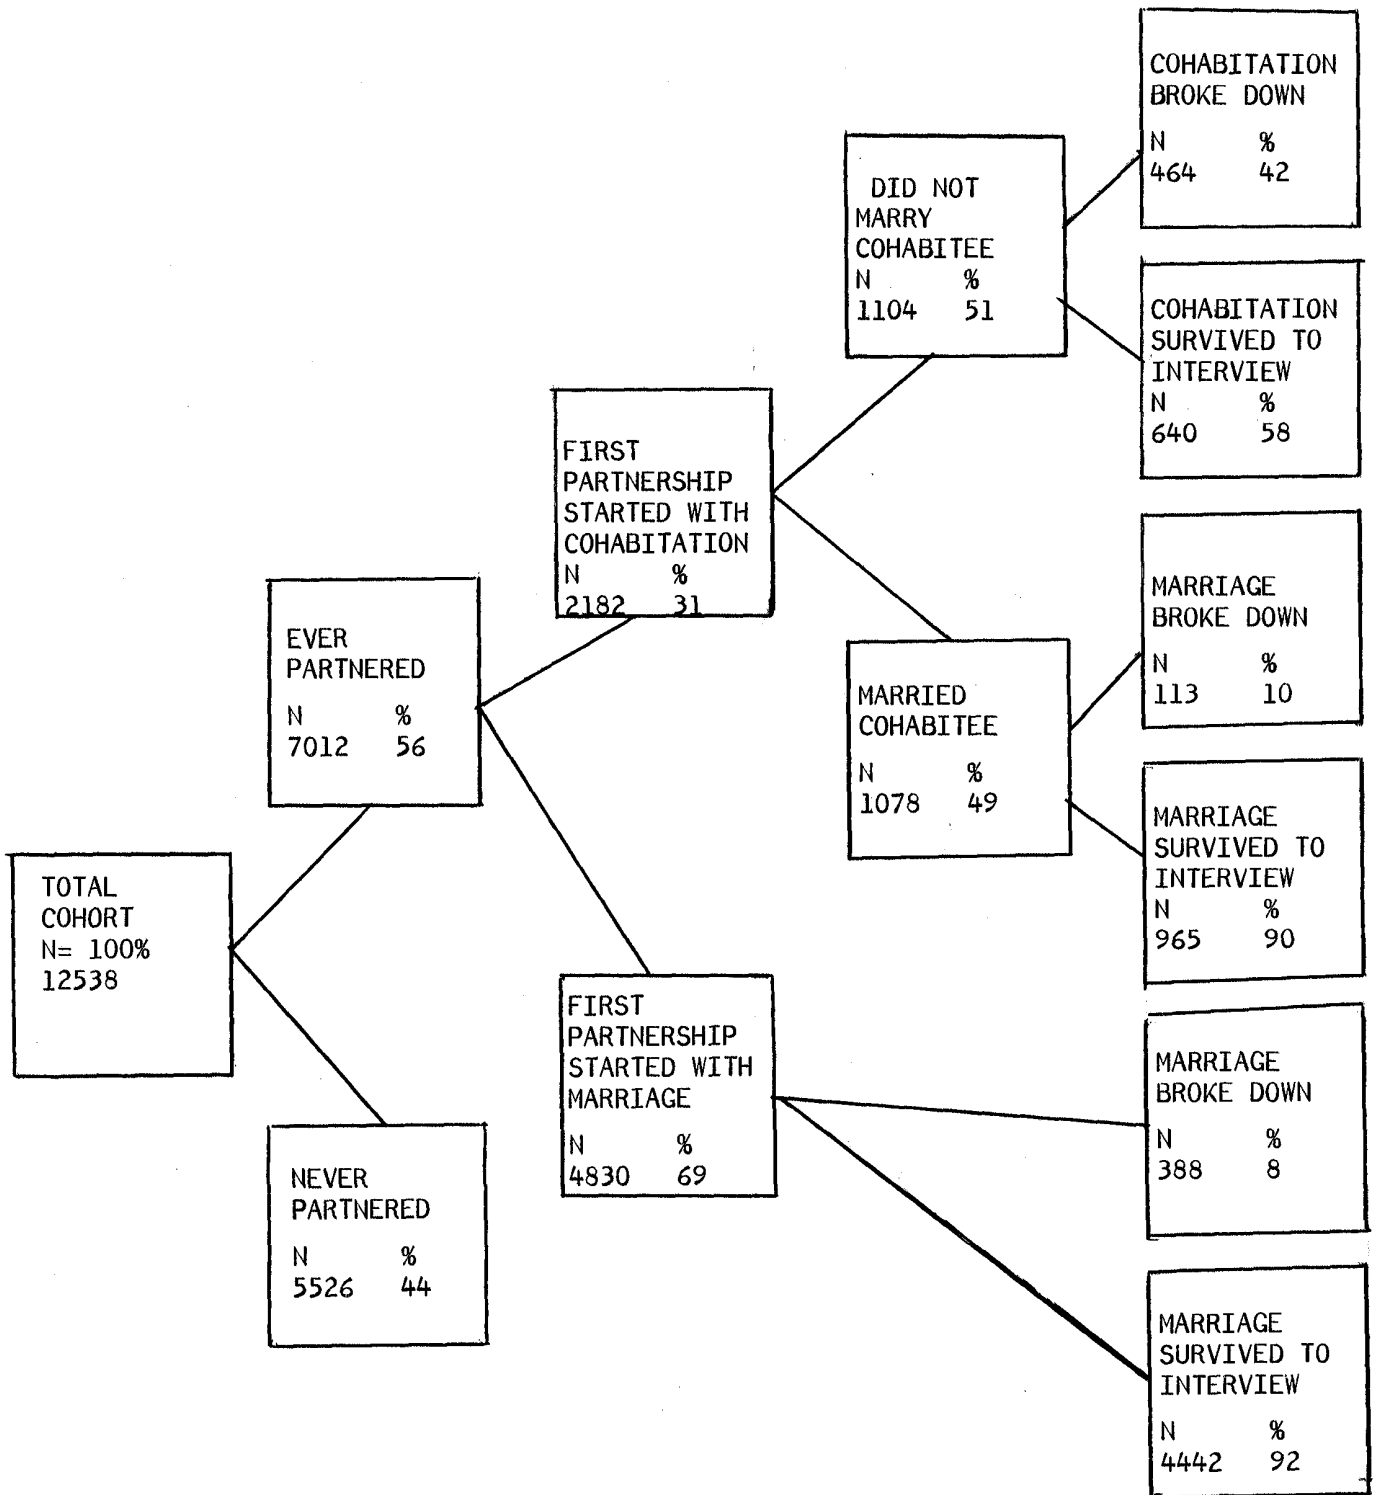 TOTAL
COHORT
N= 100%
12538
EVER
PARTNERED
N %
7012 56
NEVER
PARTNERED
N %
5526 44
FIRST
PARTNERSHIP
STARTED WITH
COHABITATION
N %
2182 31
FIRST
PARTNERSHIP
STARTED WITH
MARRIAGE
N %
4830 69
DID NOT
MARRY
COHABITEE
N %
1104 51
MARRIED
COHABITEE
N %
1078 49
COHABITATION
BROKE DOWN
N %
464 42
COHABITATION
SURVIVED TO
INTERVIEW
N %
640 58
MARRIAGE
BROKE DOWN
N %
113 10
MARRIAGE
SURVIVED TO
INTERVIEW
N %
965 90
MARRIAGE
BROKE DOWN
N %
388 8
MARRIAGE
SURVIVED TO
INTERVIEW
N %
4442 92